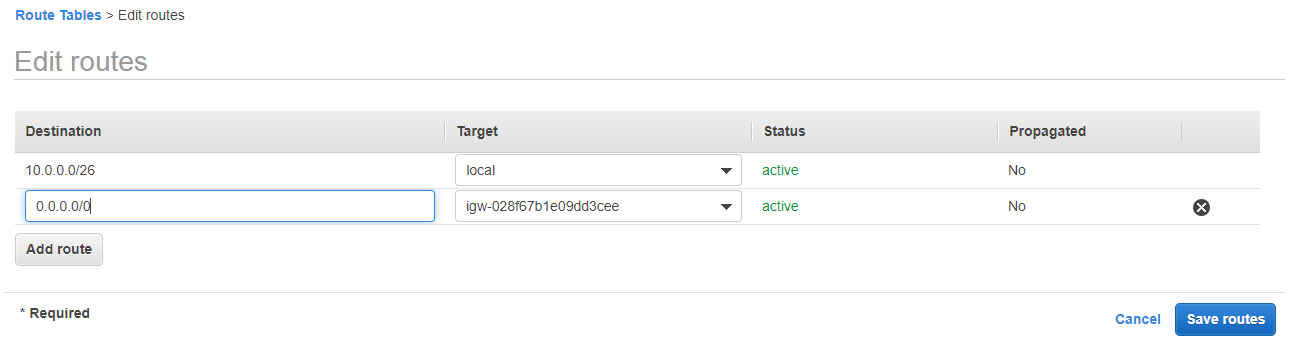 Route Tables > Edit routes
Edit routes
Destination Target Status Propagated
10.0.0.0/26 local active No
0.0.0.0/0 igw-028f67b1e09dd3cee active No
Add route
* Required
Cancel Save routes